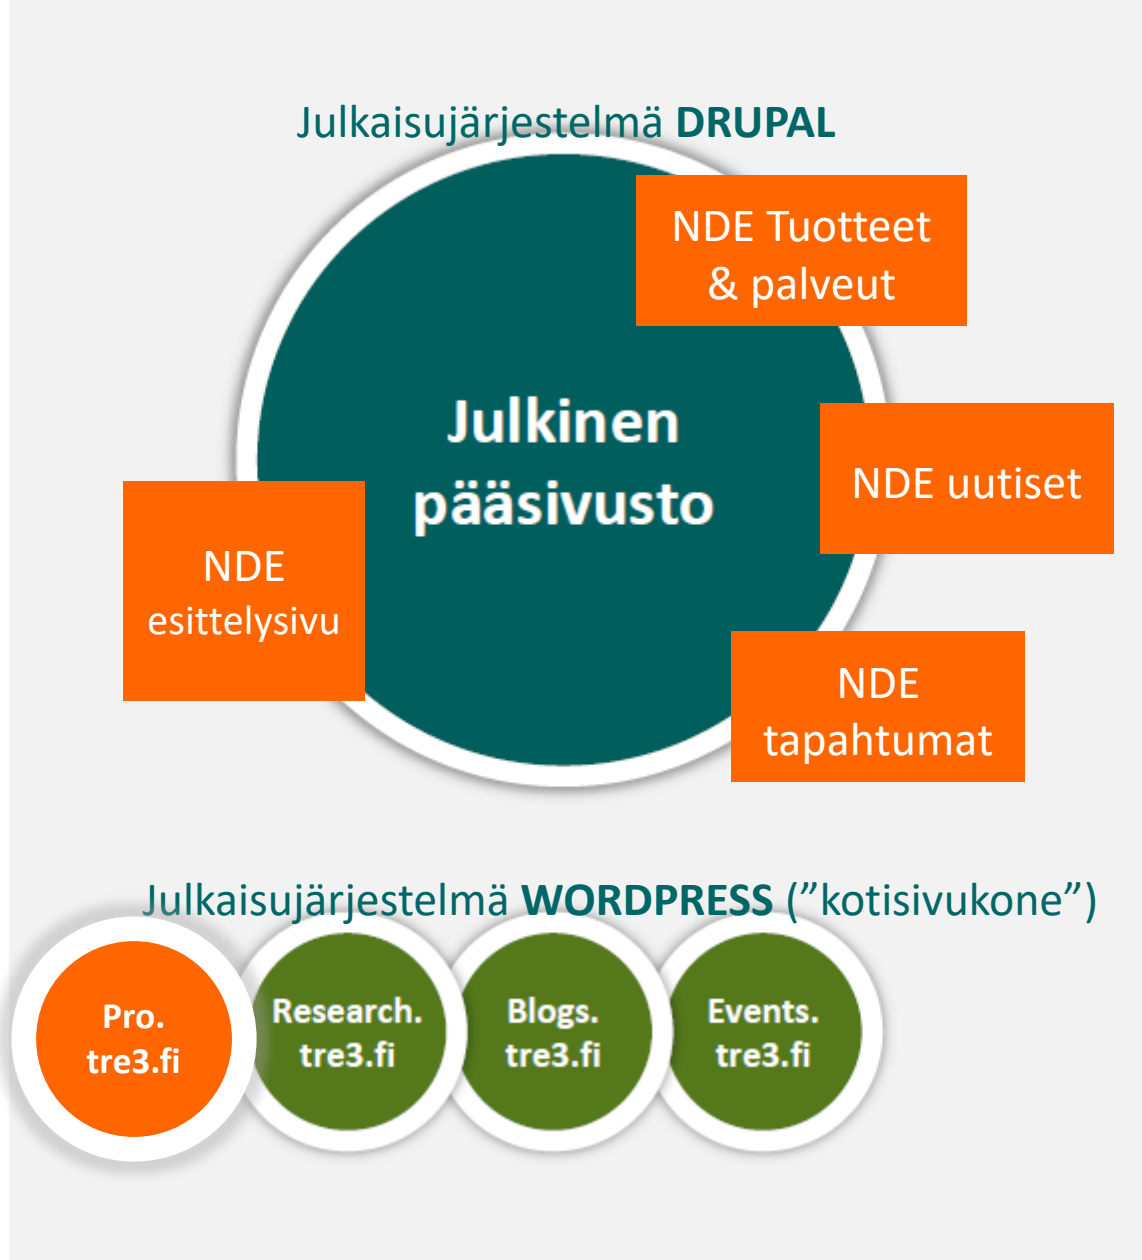 Julkaisujärjestelmä DRUPAL
NDE Tuotteet
& palveut
Julkinen
pääsivusto
NDE uutiset
NDE
esittelysivu
NDE
tapahtumat
Julkaisujärjestelmä WORDPRESS (”kotisivukone”)
Pro.
tre3.fi
Research.
tre3.fi
Blogs.
tre3.fi
Events.
tre3.fi